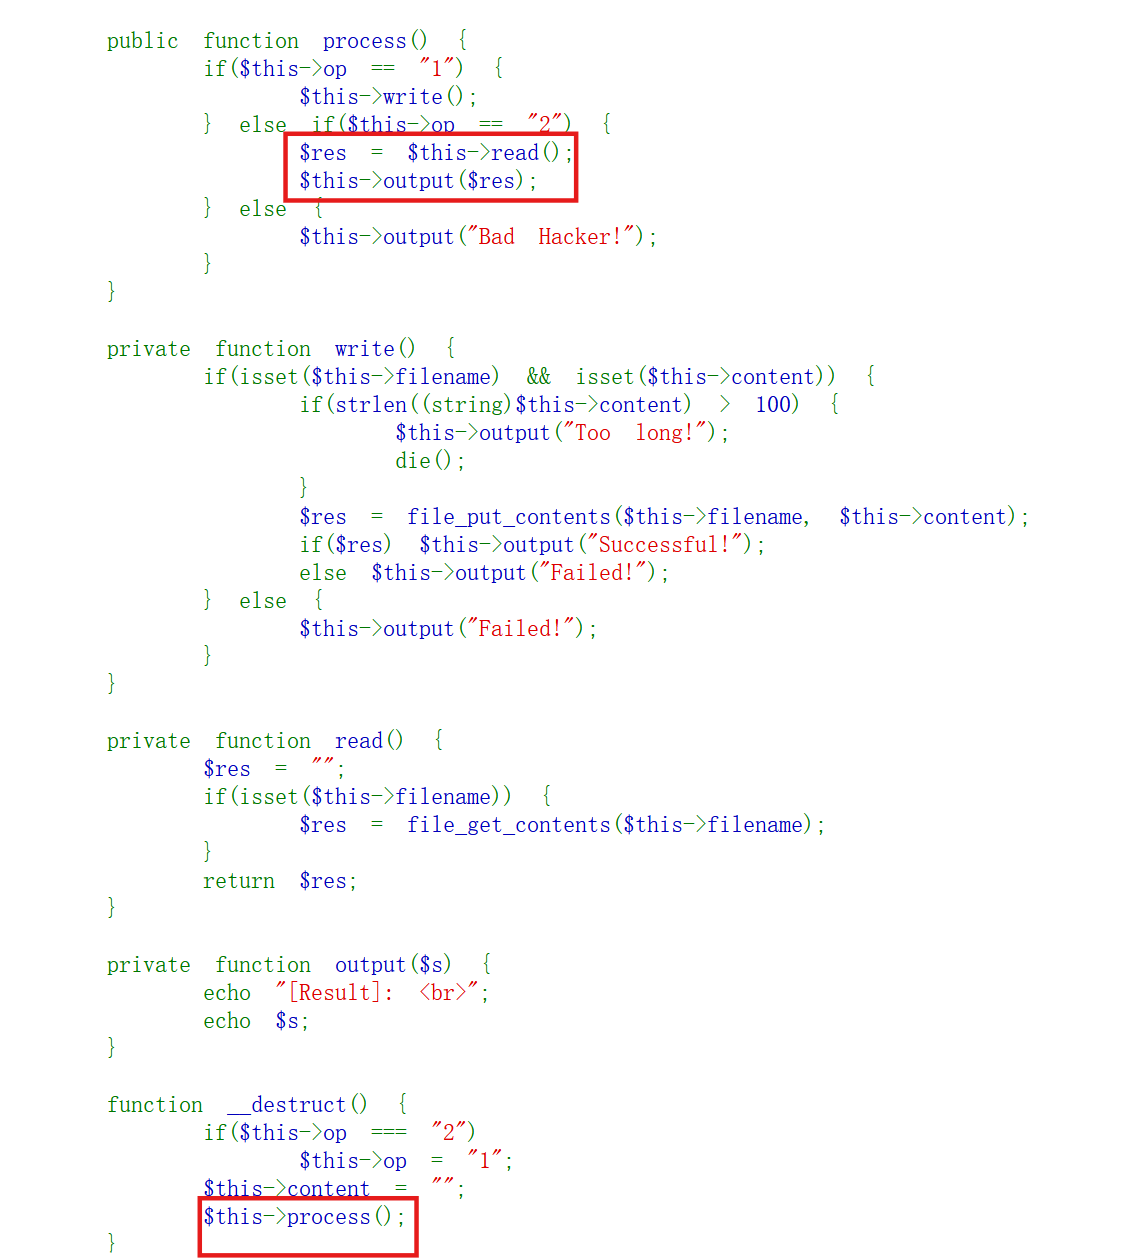 public function process() {
if($this->op == "1") {
$this->write();
} else if($this->op == "2") {
$res = $this->read();
$this->output($res);
} else {
$this->output("Bad Hacker!");
}
}
private function write() {
if(isset($this->filename) && isset($this->content)) {
if(strlen((string)$this->content) > 100) {
$this->output("Too long!");
die();
}
$res = file_put_contents($this->filename, $this->content);
if($res) $this->output("Successful!");
else $this->output("Failed!");
} else {
$this->output("Failed!");
}
}
private function read() {
$res = "";
if(isset($this->filename)) {
$res = file_get_contents($this->filename);
}
return $res;
}
private function output($s) {
echo "[Result]: <br>";
echo $s;
}
function __destruct() {
if($this->op === "2")
$this->op = "1";
$this->content = "";
$this->process();
}